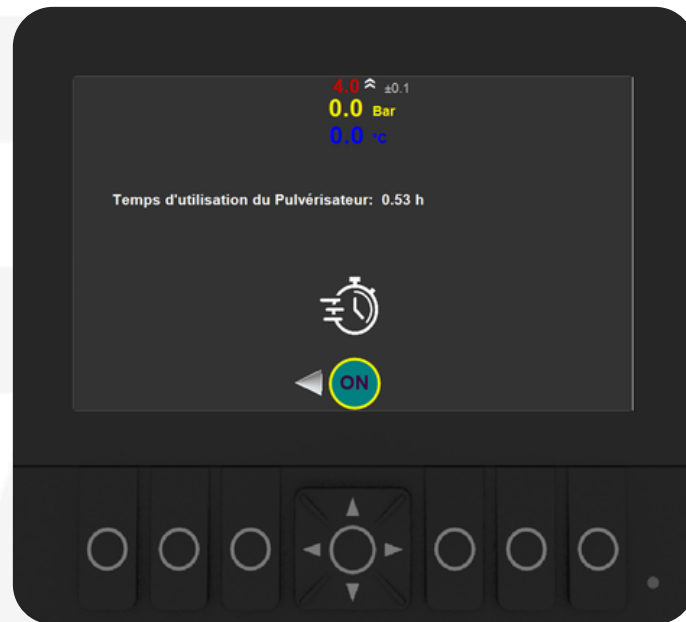 4.0 ±0.1
0.0 Bar
0.0 °C
Temps d'utilisation du Pulvérisateur: 0.53 h
ON